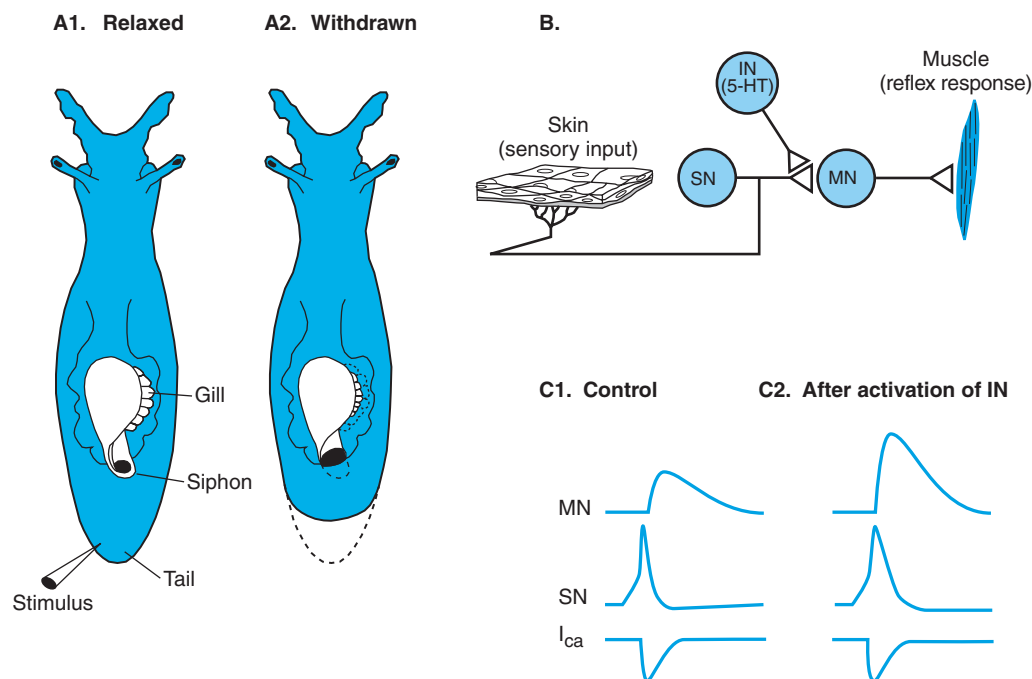 A1. Relaxed
A2. Withdrawn
Gill
Siphon
Tail
Stimulus
B.
Skin
(sensory input)
IN
(5-HT)
SN
MN
Muscle
(reflex response)
C1. Control
C2. After activation of IN
MN
SN
Ica